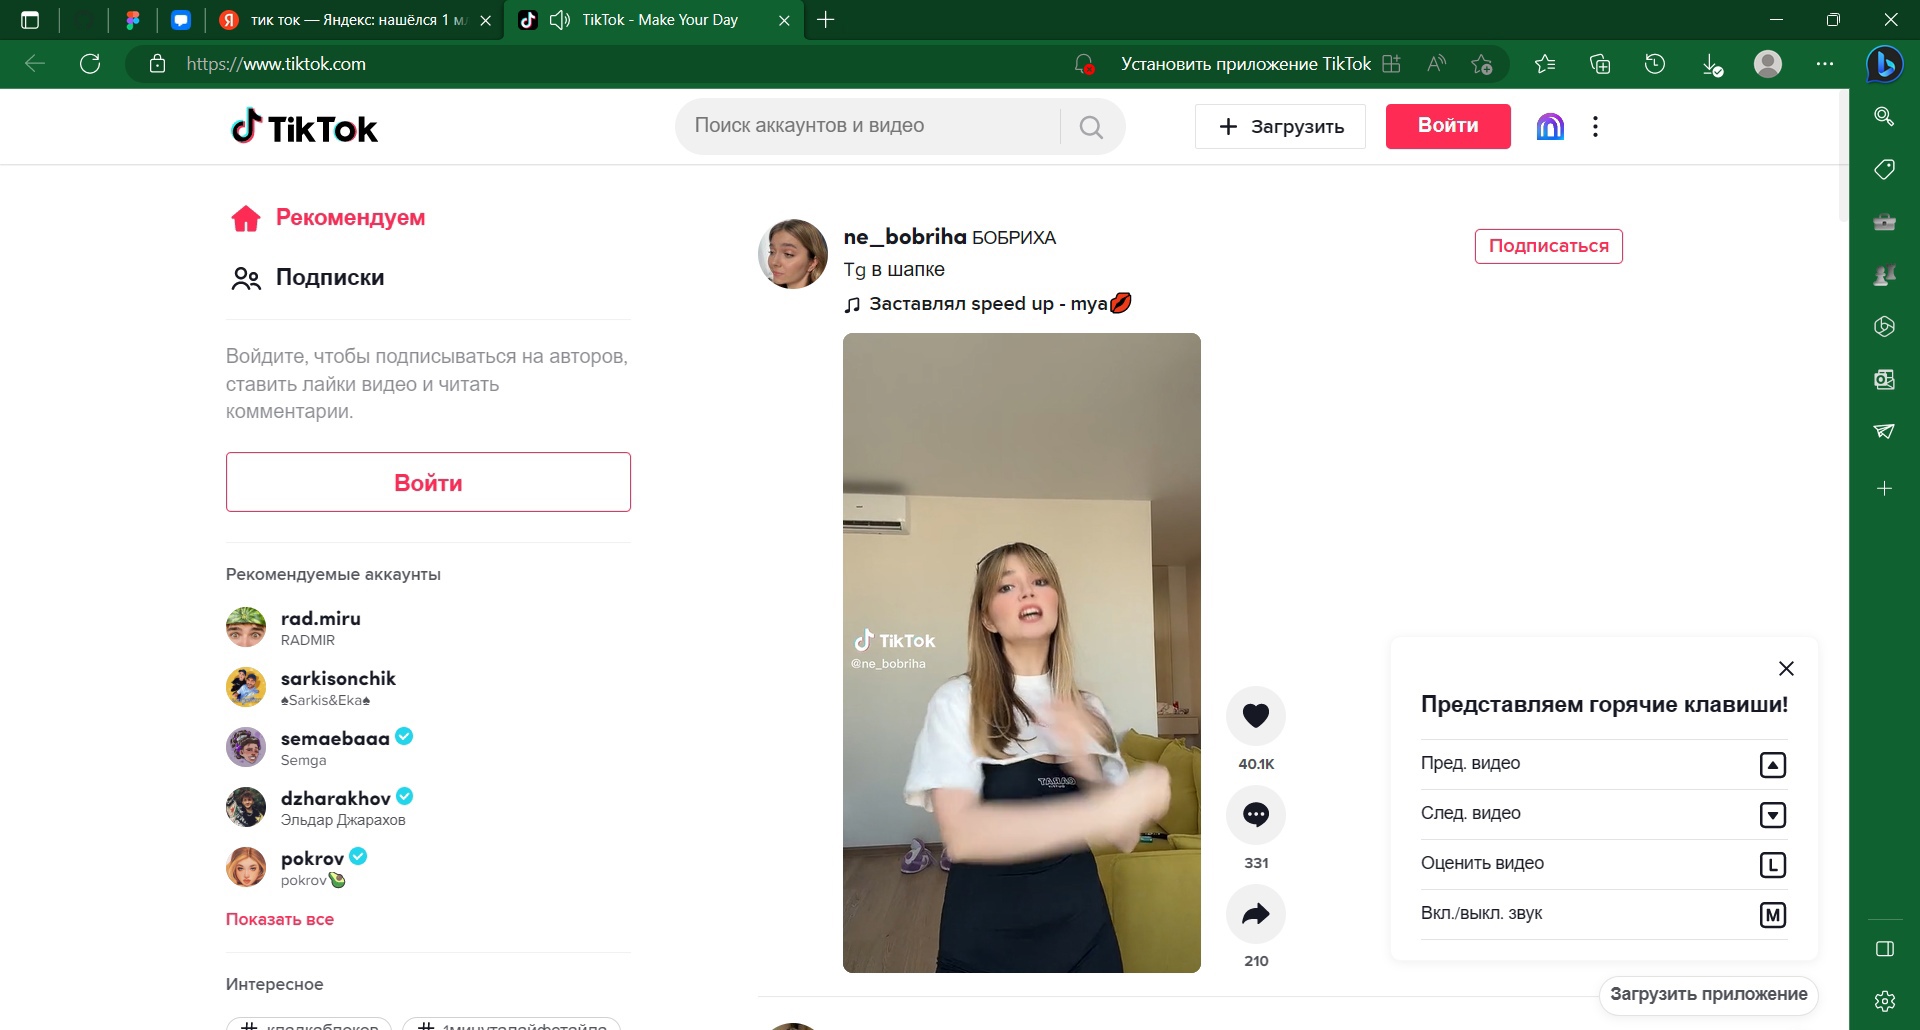 тик ток — Яндекс: нашёлся 1 м
TikTok - Make Your Day
https://www.tiktok.com
Установить приложение TikTok
TikTok
Поиск аккаунтов и видео
Загрузить
Войти
Рекомендуем
Подписки
Войдите, чтобы подписываться на авторов,
ставить лайки видео и читать
комментарии.
Войти
Рекомендуемые аккаунты
rad.miru
RADMIR
sarkisonchik
♠Sarkis&Eka♠
semaebaaa
Semga
dzharakhov
Эльдар Джарахов
pokrov
pokrov🥑
Показать все
Интересное
ne_bobriha БОБРИХА
Tg в шапке
♫ Заставлял speed up - mya💋
Подписаться
TikTok
@ne_bobriha
40.1K
331
210
Представляем горячие клавиши!
Пред. видео
След. видео
Оценить видео L
Вкл./выкл. звук M
Загрузить приложение